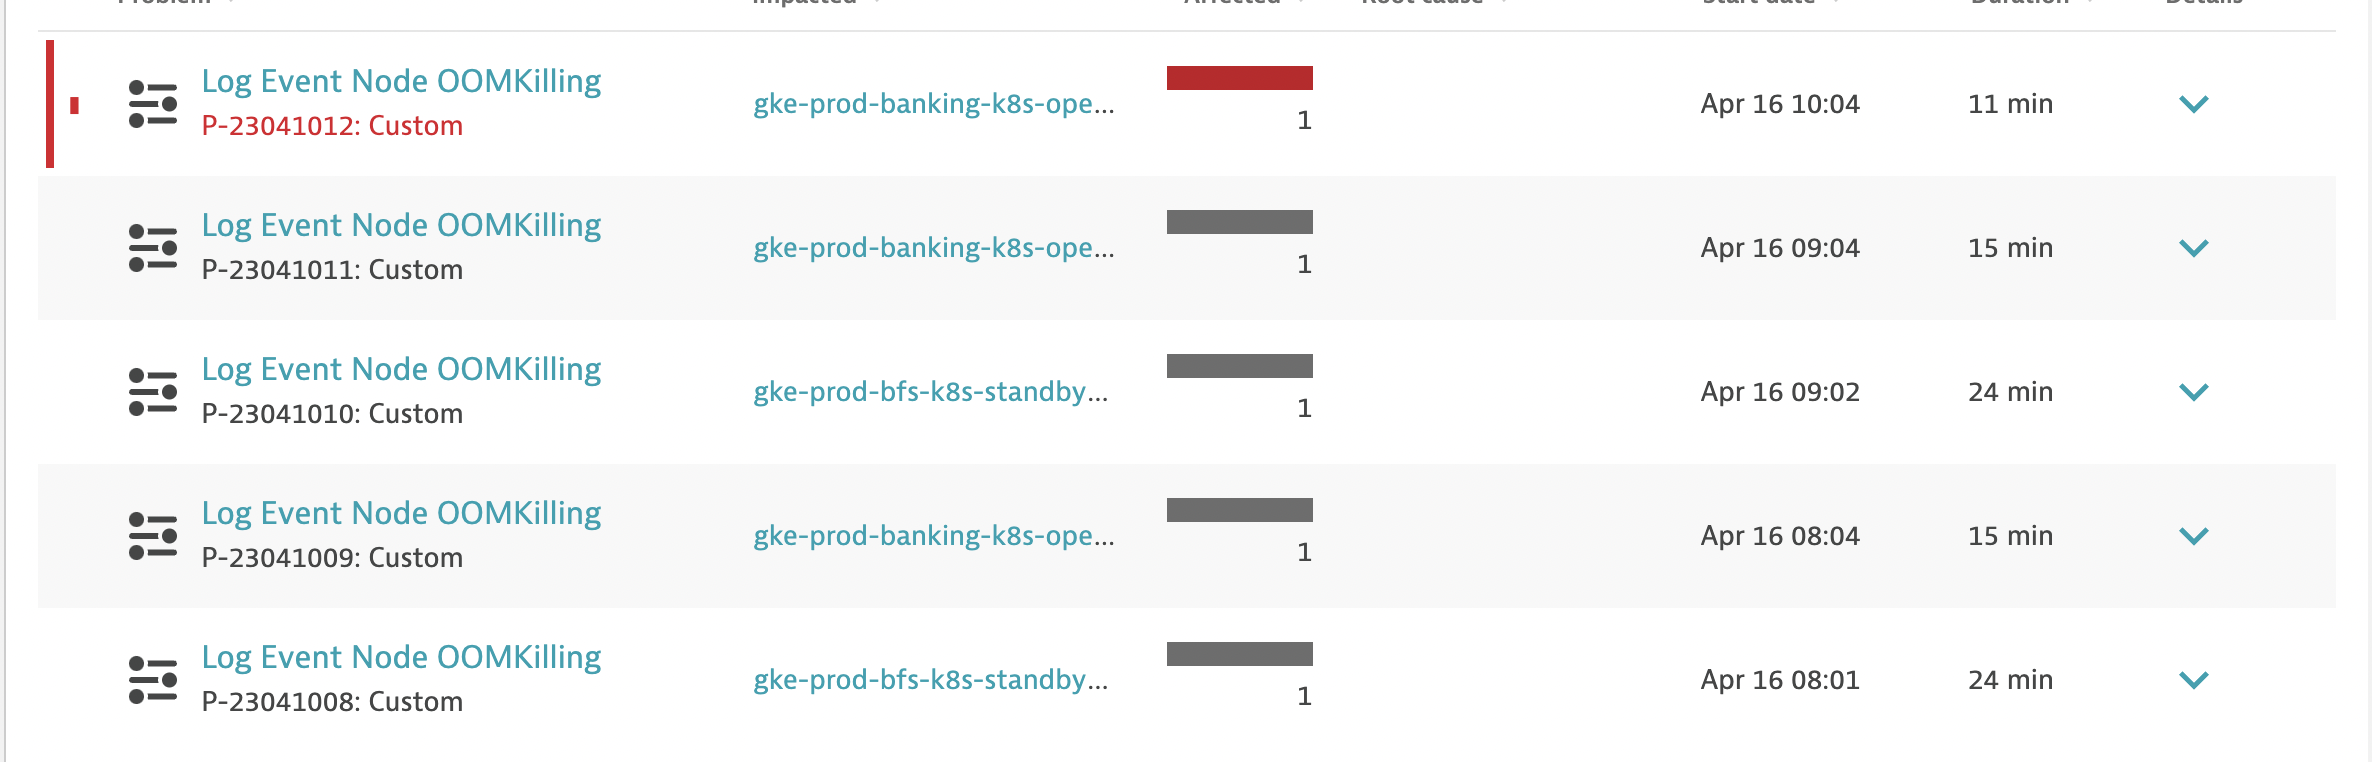 Problem Impacted Affected Root cause Start date Duration Details
Log Event Node OOMKilling
P-23041012: Custom
gke-prod-banking-k8s-ope...
1
Apr 16 10:04
11 min
Log Event Node OOMKilling
P-23041011: Custom
gke-prod-banking-k8s-ope...
1
Apr 16 09:04
15 min
Log Event Node OOMKilling
P-23041010: Custom
gke-prod-bfs-k8s-standby...
1
Apr 16 09:02
24 min
Log Event Node OOMKilling
P-23041009: Custom
gke-prod-banking-k8s-ope...
1
Apr 16 08:04
15 min
Log Event Node OOMKilling
P-23041008: Custom
gke-prod-bfs-k8s-standby...
1
Apr 16 08:01
24 min